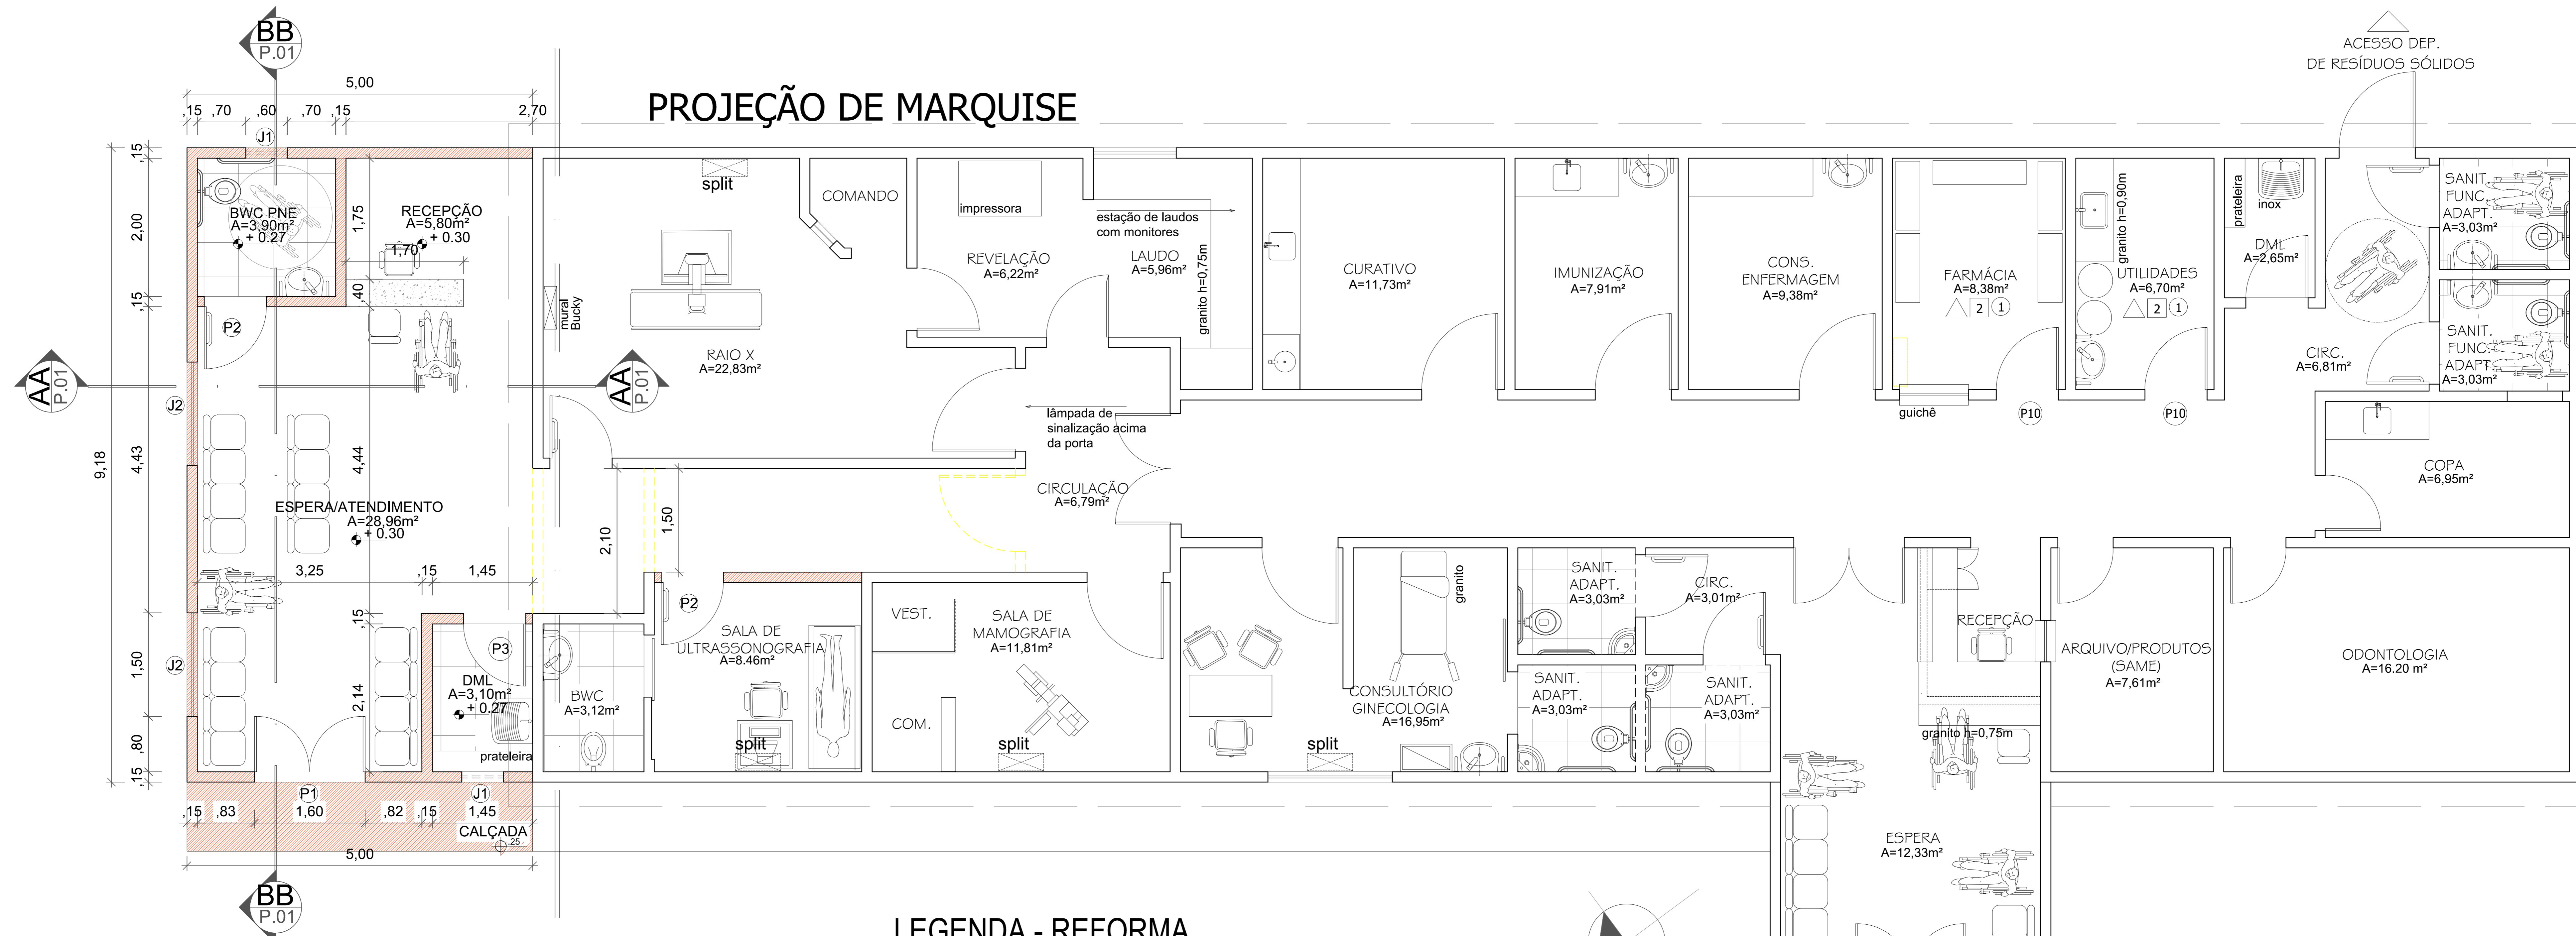 BB
P.01
5,00
,15 ,70 ,60 ,70 ,15 2,70
PROJEÇÃO DE MARQUISE
ACESSO DEP.
DE RESÍDUOS SÓLIDOS
J1
,15
2,00
,15
4,43
1,50
,80
,15
9,18
BWC PNE
A=3,90m²
+ 0.27
1,75
RECEPÇÃO
A=5,80m²
+ 0.30
1,70
,40
P2
split
mural
Bucky
COMANDO
RAIO X
A=22,83m²
impressora
REVELAÇÃO
A=6,22m²
estação de laudos
com monitores
LAUDO
A=5,96m²
granito h=0,75m
CURATIVO
A=11,73m²
IMUNIZAÇÃO
A=7,91m²
CONS.
ENFERMAGEM
A=9,38m²
FARMÁCIA
A=8,38m²
2 1
guichê
granito h=0,90m
UTILIDADES
A=6,70m²
2 1
P10
P10
prateleira
inox
DML
A=2,65m²
SANIT.
FUNC.
ADAPT.
A=3,03m²
SANIT.
FUNC.
ADAPT.
A=3,03m²
CIRC.
A=6,81m²
COPA
A=6,95m²
AA
P.01
AA
P.01
J2
J2
4,44
ESPERA/ATENDIMENTO
A=28,96m²
+ 0.30
3,25 ,15 1,45
,15
2,14
2,10
1,50
lâmpada de
sinalização acima
da porta
CIRCULAÇÃO
A=6,79m²
P3
DML
A=3,10m²
+ 0.27
prateleira
BWC
A=3,12m²
P2
SALA DE
ULTRASSONOGRAFIA
A=8.46m²
split
VEST.
COM.
SALA DE
MAMOGRAFIA
A=11,81m²
split
granito
CONSULTÓRIO
GINECOLOGIA
A=16,95m²
split
SANIT.
ADAPT.
A=3,03m²
CIRC.
A=3,01m²
SANIT.
ADAPT.
A=3,03m²
SANIT.
ADAPT.
A=3,03m²
RECEPÇÃO
granito h=0,75m
ARQUIVO/PRODUTOS
(SAME)
A=7,61m²
ODONTOLOGIA
A=16.20 m²
ESPERA
A=12,33m²
P1
J1
,15 ,83 1,60 ,82 ,15 1,45
CALÇADA
.25
5,00
BB
P.01
LEGENDA - REFORMA